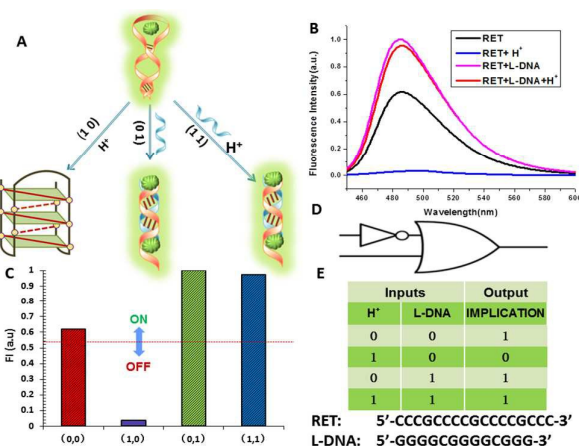 A
(1 0)
H⁺
(0 1)
(1 1)
H⁺
B
Fluorescence Intensity(a.u.)
1.0
0.8
0.6
0.4
0.2
0.0
RET
RET+ H⁺
RET+L-DNA
RET+L-DNA+H⁺
460 480 500 520 540 560 580 600
Wavelength(nm)
C
FI (a.u)
1
0.9
0.8
0.7
0.6
0.5
0.4
0.3
0.2
0.1
0
ON
OFF
(0,0) (1,0) (0,1) (1,1)
D
E
Inputs Output
H⁺ L-DNA IMPLICATION
0 0 1
1 0 0
0 1 1
1 1 1
RET: 5’-CCCGCCCCGCCCCGCCC-3’
L-DNA: 5’-GGGGCGGGGCGGG-3’